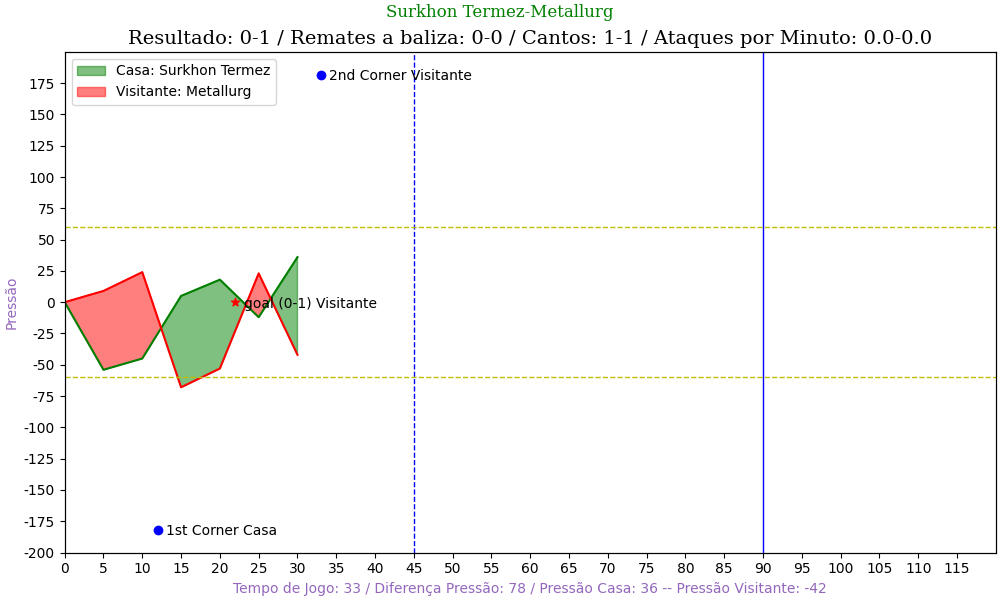 Surkhon Termez-Metallurg
Resultado: 0-1 / Remates a baliza: 0-0 / Cantos: 1-1 / Ataques por Minuto: 0.0-0.0
Casa: Surkhon Termez
Visitante: Metallurg
2nd Corner Visitante
goal (0-1) Visitante
1st Corner Casa
Pressão
175
150
125
100
75
50
25
0
-25
-50
-75
-100
-125
-150
-175
-200
0 5 10 15 20 25 30 35 40 45 50 55 60 65 70 75 80 85 90 95 100 105 110 115
Tempo de Jogo: 33 / Diferença Pressão: 78 / Pressão Casa: 36 -- Pressão Visitante: -42